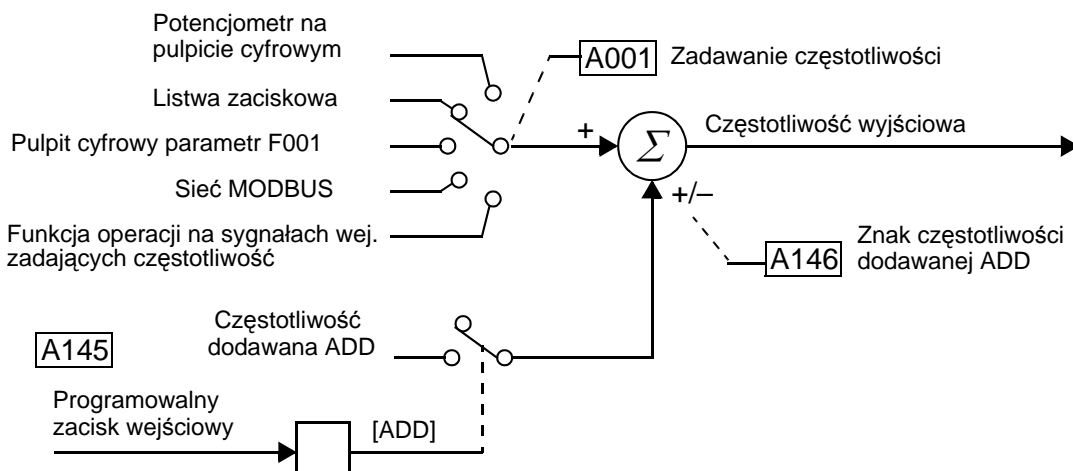 Potencjometr na
pulpicie cyfrowym
A001 Zadawanie częstotliwości
Listwa zaciskowa
Pulpit cyfrowy parametr F001
+
Σ
Częstotliwość wyjściowa
Sieć MODBUS
+/–
Funkcja operacji na sygnałach wej.
zadających częstotliwość
A146
Znak częstotliwości
dodawanej ADD
A145
Częstotliwość
dodawana ADD
Programowalny
zacisk wejściowy
[ADD]